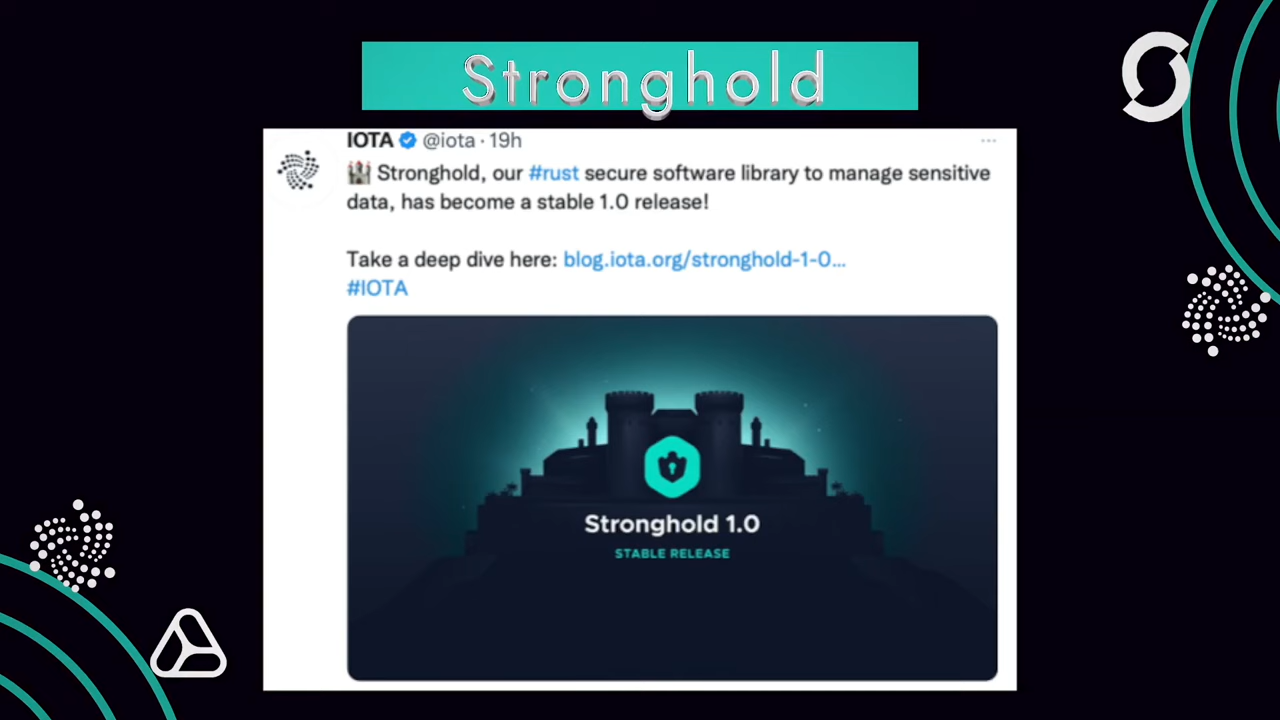 Stronghold
IOTA @iota · 19h
🏰 Stronghold, our #rust secure software library to manage sensitive
data, has become a stable 1.0 release!
Take a deep dive here: blog.iota.org/stronghold-1-0...
#IOTA
Stronghold 1.0
STABLE RELEASE